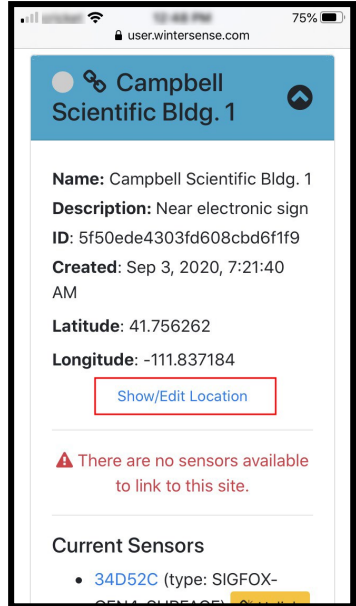 75%
user.wintersense.com
Campbell
Scientific Bldg. 1
Name: Campbell Scientific Bldg. 1
Description: Near electronic sign
ID: 5f50ede4303fd608cbd6f1f9
Created: Sep 3, 2020, 7:21:40
AM
Latitude: 41.756262
Longitude: -111.837184
Show/Edit Location
There are no sensors available
to link to this site.
Current Sensors
34D52C (type: SIGFOX-